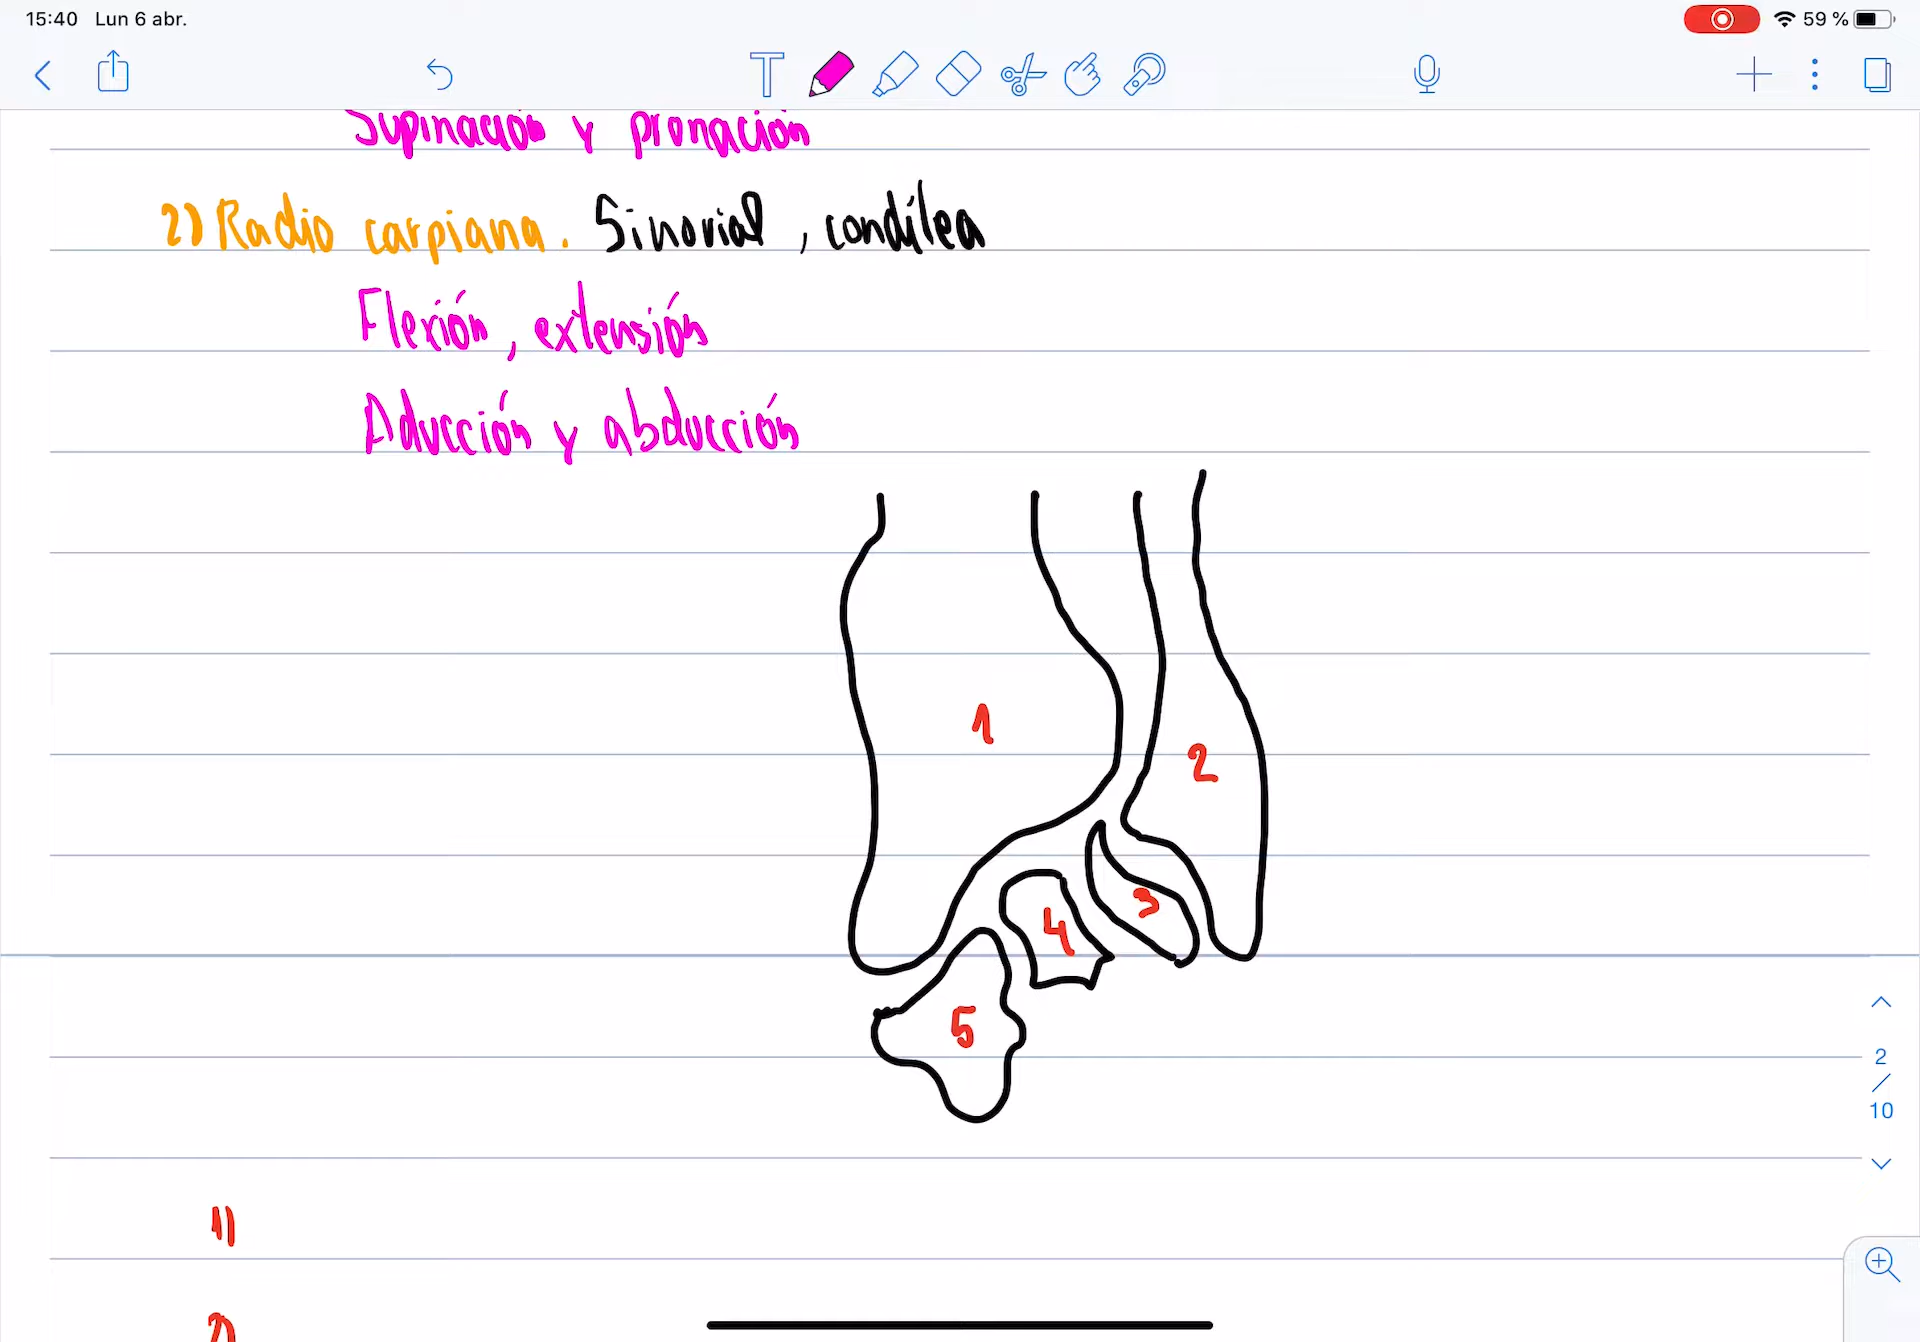 15:40 Lun 6 abr. 59 %
T
Supinación y pronación
2) Radio carpiana. Sinovial, condílea
Flexión, extensión
Aducción y abducción
1
2
3
4
5
2
/
10
1)
2)